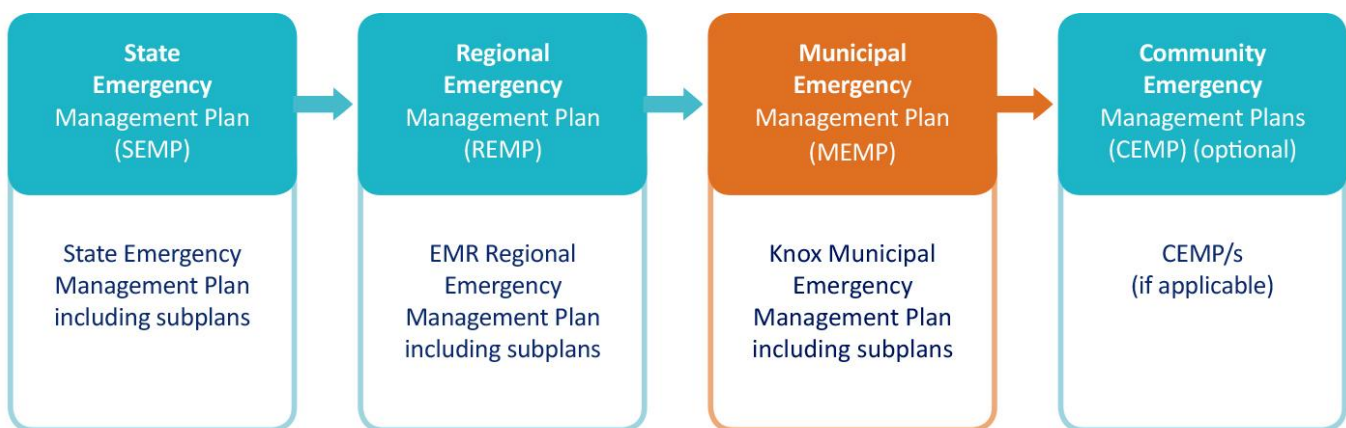 State
Emergency
Management Plan
(SEMP)
State Emergency
Management Plan
including subplans
Regional
Emergency
Management Plan
(REMP)
EMR Regional
Emergency
Management Plan
including subplans
Municipal
Emergency
Management Plan
(MEMP)
Knox Municipal
Emergency
Management Plan
including subplans
Community
Emergency
Management Plans
(CEMP) (optional)
CEMP/s
(if applicable)